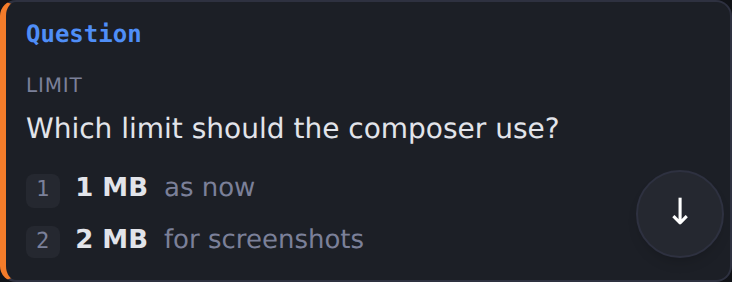 Question
LIMIT
Which limit should the composer use?
1 1 MB as now
2 2 MB for screenshots
↓